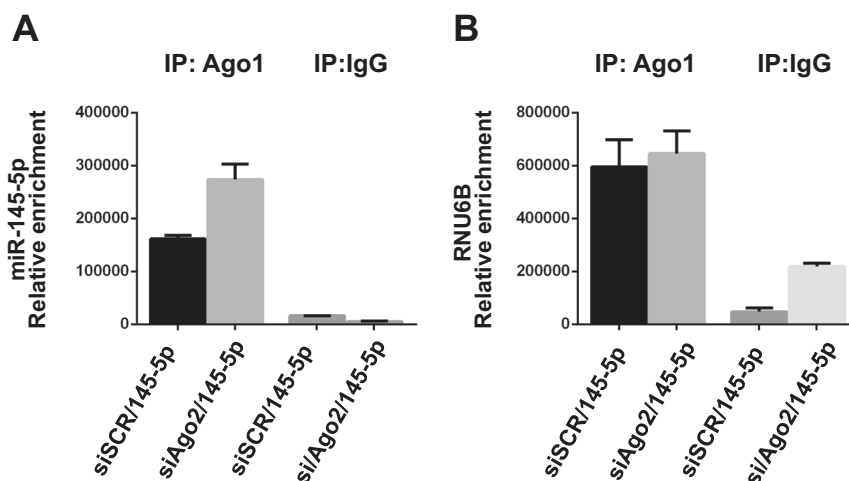 A
IP: Ago1 IP:IgG
miR-145-5p
Relative enrichment
400000
300000
200000
100000
0
siSCR/145-5p
siAgo2/145-5p
siSCR/145-5p
si/Ago2/145-5p
B
IP: Ago1 IP:IgG
RNU6B
Relative enrichment
800000
600000
400000
200000
0
siSCR/145-5p
siAgo2/145-5p
siSCR/145-5p
si/Ago2/145-5p